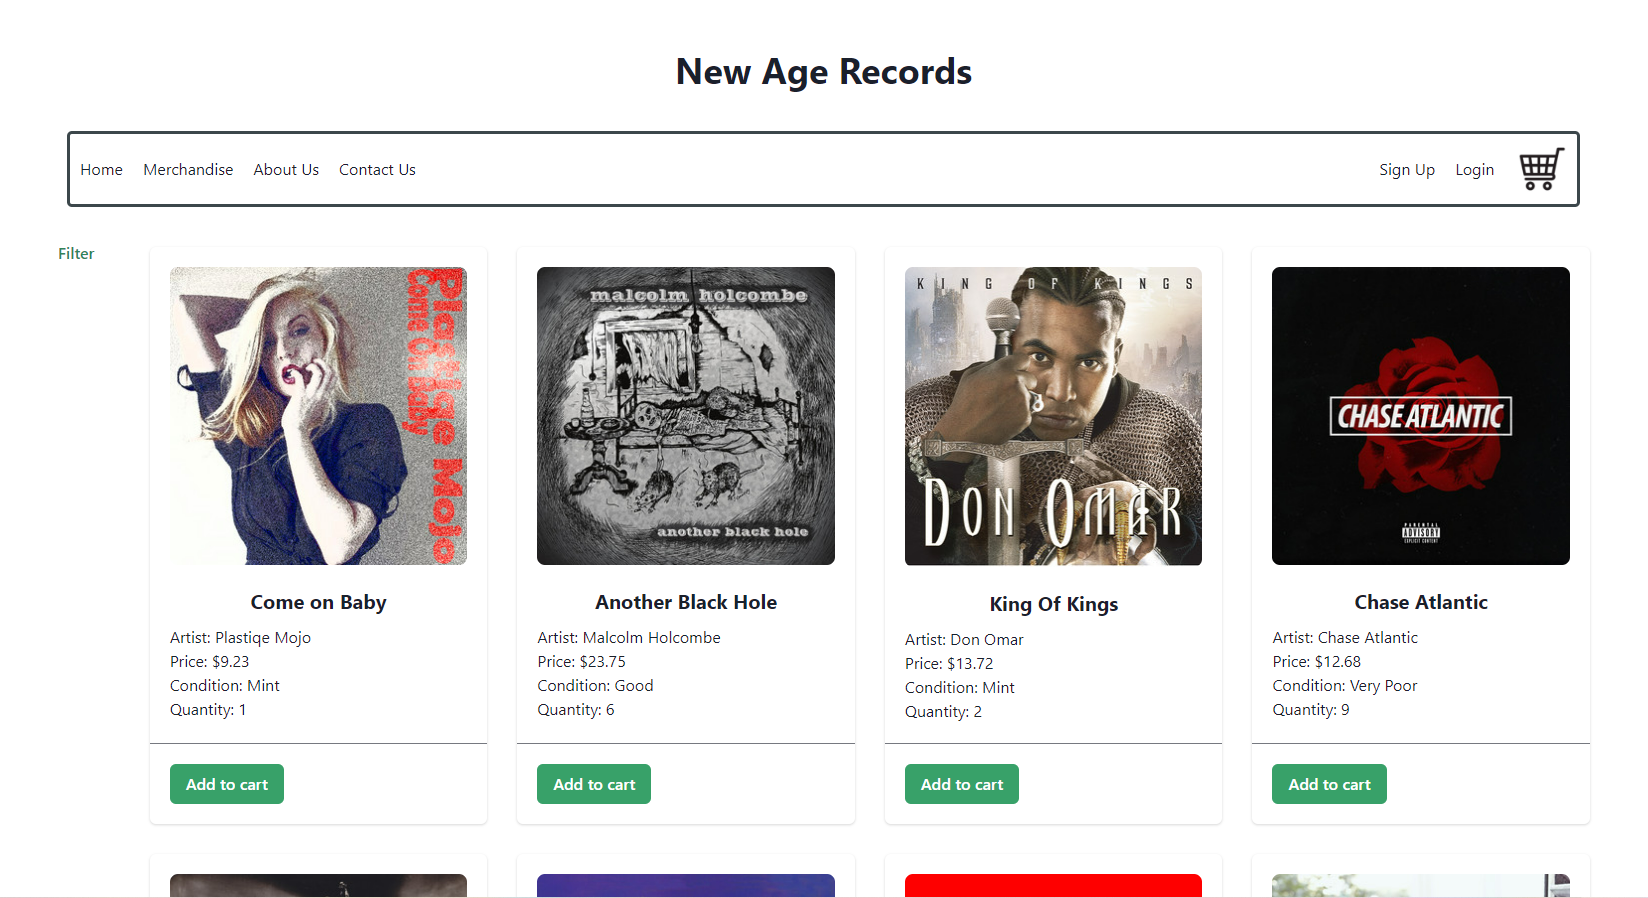 New Age Records
Home Merchandise About Us Contact Us Sign Up Login
Filter
Plastiqe Mojo
Come On Baby
malcolm holcombe
another black hole
KING OF KINGS
DON OMAR
CHASE ATLANTIC
PARENTAL
ADVISORY
EXPLICIT CONTENT
Come on Baby
Artist: Plastiqe Mojo
Price: $9.23
Condition: Mint
Quantity: 1
Add to cart
Another Black Hole
Artist: Malcolm Holcombe
Price: $23.75
Condition: Good
Quantity: 6
Add to cart
King Of Kings
Artist: Don Omar
Price: $13.72
Condition: Mint
Quantity: 2
Add to cart
Chase Atlantic
Artist: Chase Atlantic
Price: $12.68
Condition: Very Poor
Quantity: 9
Add to cart